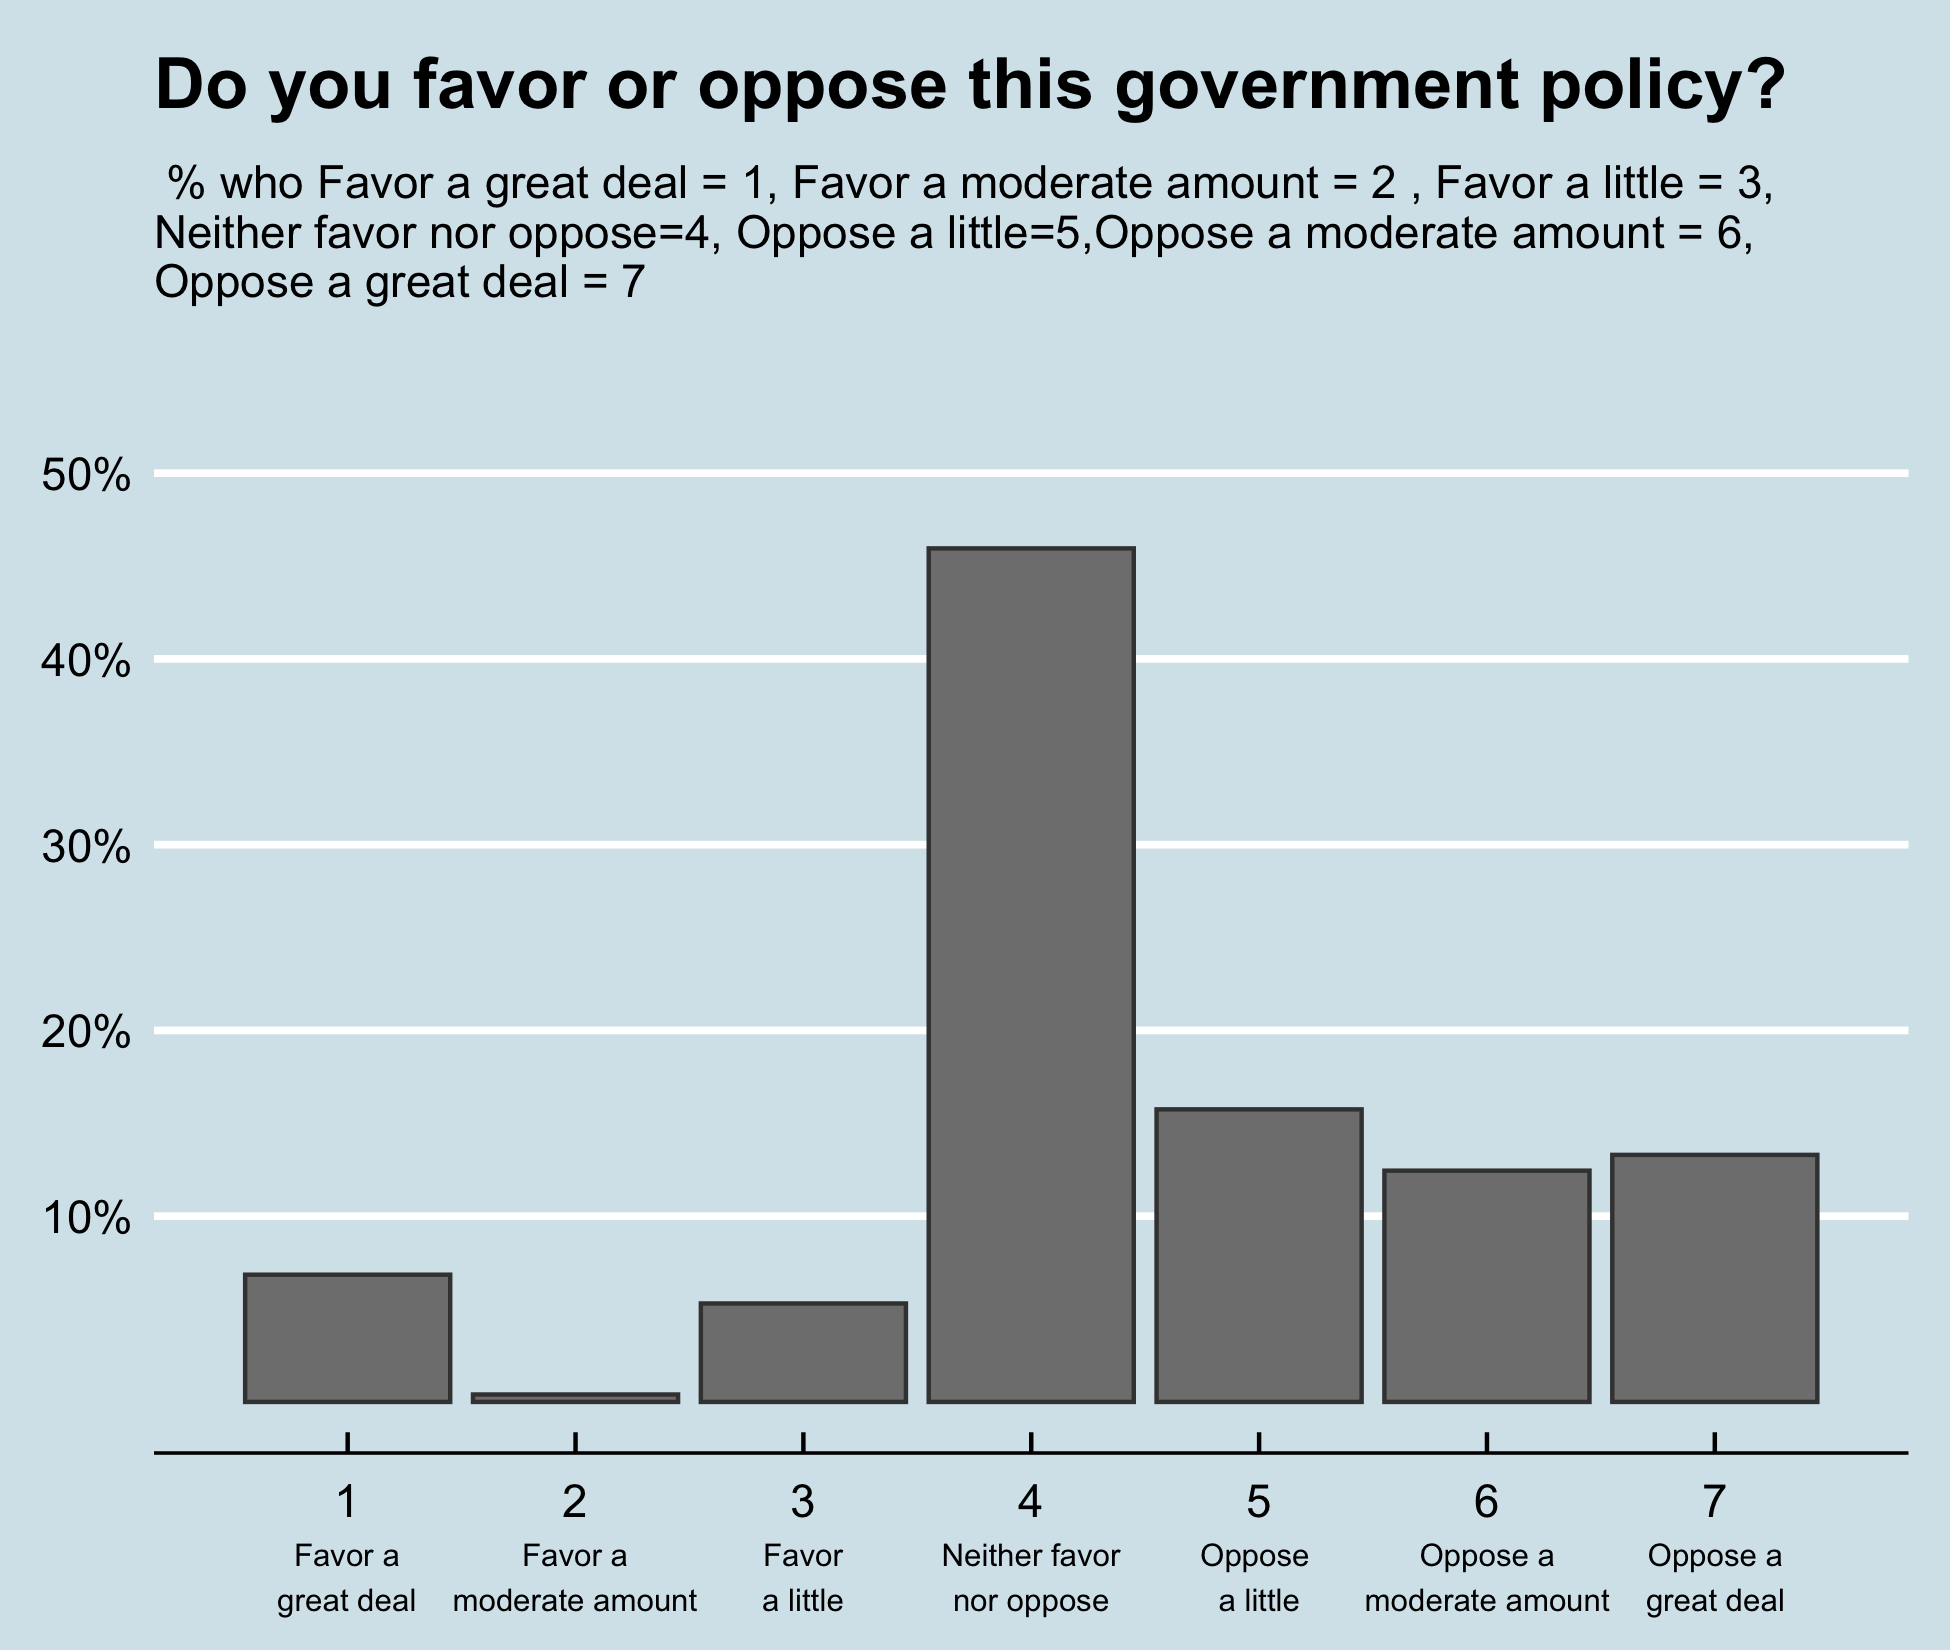 Do you favor or oppose this government policy?
% who Favor a great deal = 1, Favor a moderate amount = 2 , Favor a little = 3,
Neither favor nor oppose=4, Oppose a little=5,Oppose a moderate amount = 6,
Oppose a great deal = 7
50%
40%
30%
20%
10%
1 2 3 4 5 6 7
Favor a Favor a Favor Neither favor Oppose Oppose a Oppose a
great deal moderate amount a little nor oppose a little moderate amount great deal